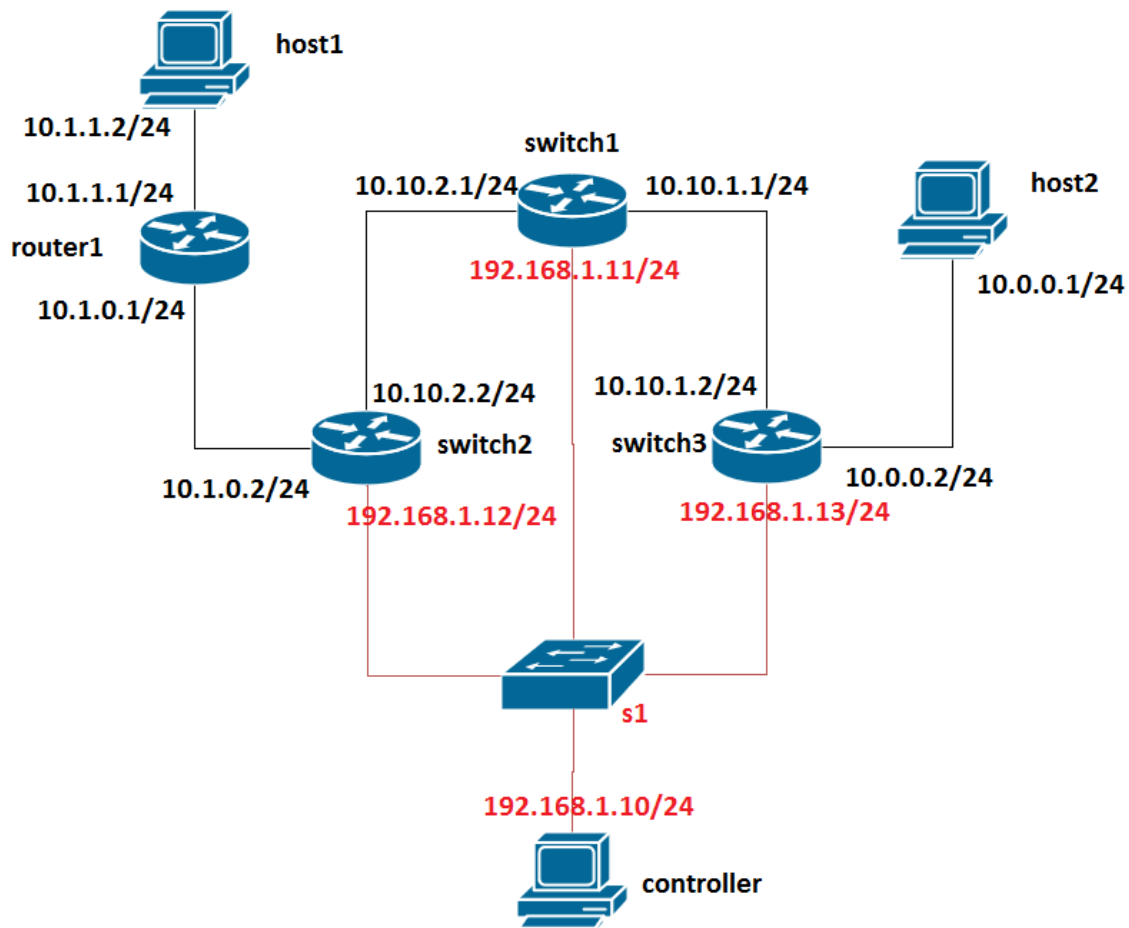 host1
10.1.1.2/24
switch1
10.1.1.1/24
10.10.2.1/24
10.10.1.1/24
host2
router1
192.168.1.11/24
10.0.0.1/24
10.1.0.1/24
10.10.2.2/24
10.10.1.2/24
switch2
switch3
10.1.0.2/24
10.0.0.2/24
192.168.1.12/24
192.168.1.13/24
s1
192.168.1.10/24
controller